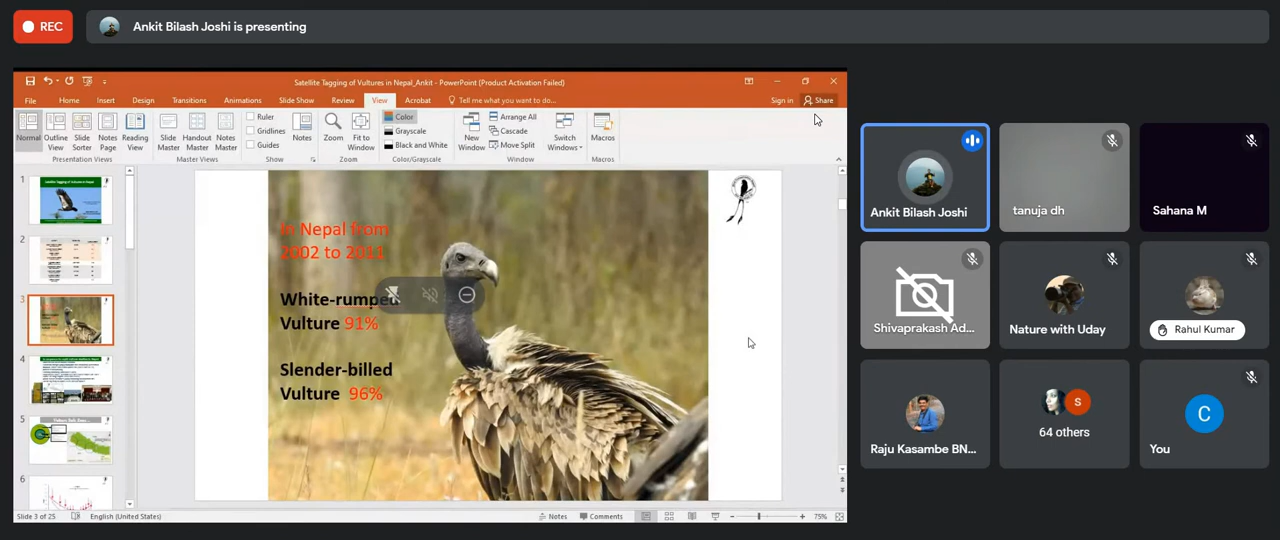 REC
Ankit Bilash Joshi is presenting
Satellite Tagging of Vultures in Nepal_Ankit - PowerPoint (Product Activation Failed)
File Home Insert Design Transitions Animations Slide Show Review View Acrobat Tell me what you want to do... Sign in Share
Normal
Outline View
Slide Sorter
Notes Page
Reading View
Presentation Views
Slide Master
Handout Master
Notes Master
Master Views
Ruler
Gridlines
Guides
Show
Notes
Zoom
Fit to Window
Zoom
Color
Grayscale
Black and White
Color/Grayscale
New Window
Arrange All
Cascade
Move Split
Switch Windows
Window
Macros
Macros
1
2
3
4
5
6
In Nepal from
2002 to 2011
White-rumped
Vulture 91%
Slender-billed
Vulture 96%
Slide 3 of 25 English (United States) Notes Comments 75%
Ankit Bilash Joshi
tanuja dh
Sahana M
Shivaprakash Ad...
Nature with Uday
Rahul Kumar
Raju Kasambe BN...
S
64 others
C
You